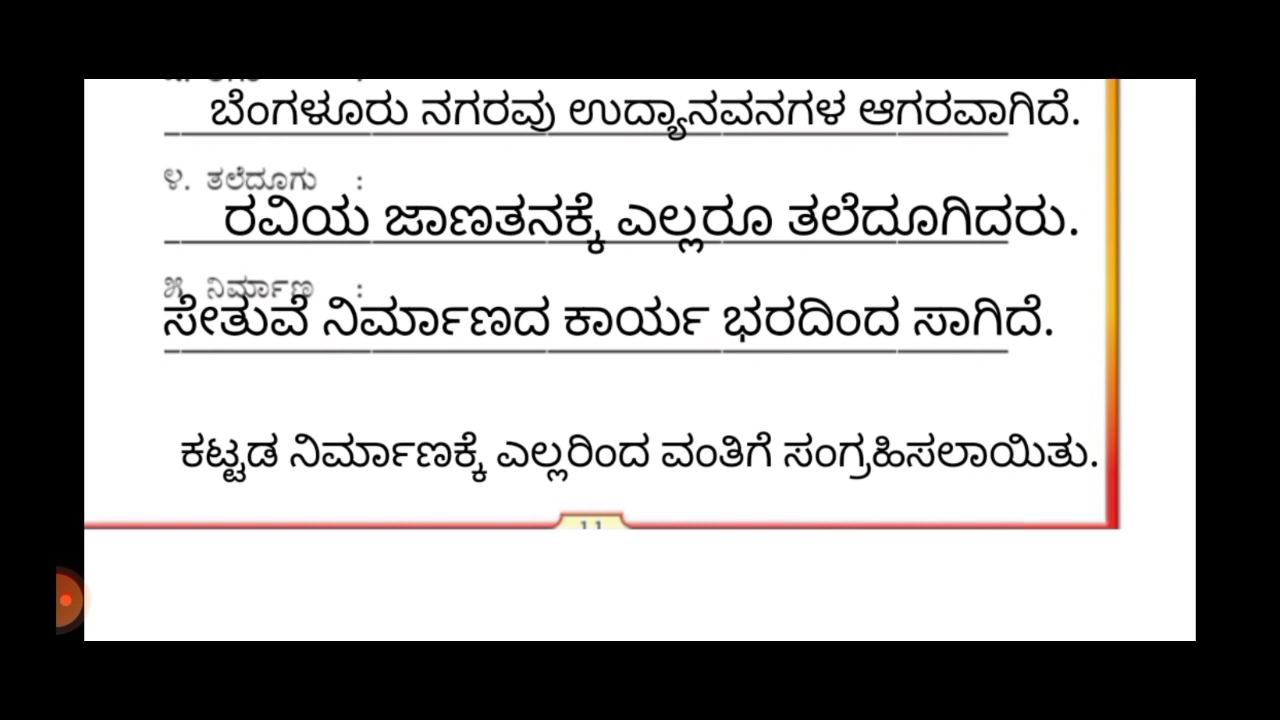 ಬೆಂಗಳೂರು ನಗರವು ಉದ್ಯಾನವನಗಳ ಆಗರವಾಗಿದೆ.
೪. ತಲೆದೂಗು :
ರವಿಯ ಜಾಣತನಕ್ಕೆ ಎಲ್ಲರೂ ತಲೆದೂಗಿದರು.
೫. ನಿರ್ಮಾಣ :
ಸೇತುವೆ ನಿರ್ಮಾಣದ ಕಾರ್ಯ ಭರದಿಂದ ಸಾಗಿದೆ.
ಕಟ್ಟಡ ನಿರ್ಮಾಣಕ್ಕೆ ಎಲ್ಲರಿಂದ ವಂತಿಗೆ ಸಂಗ್ರಹಿಸಲಾಯಿತು.
11